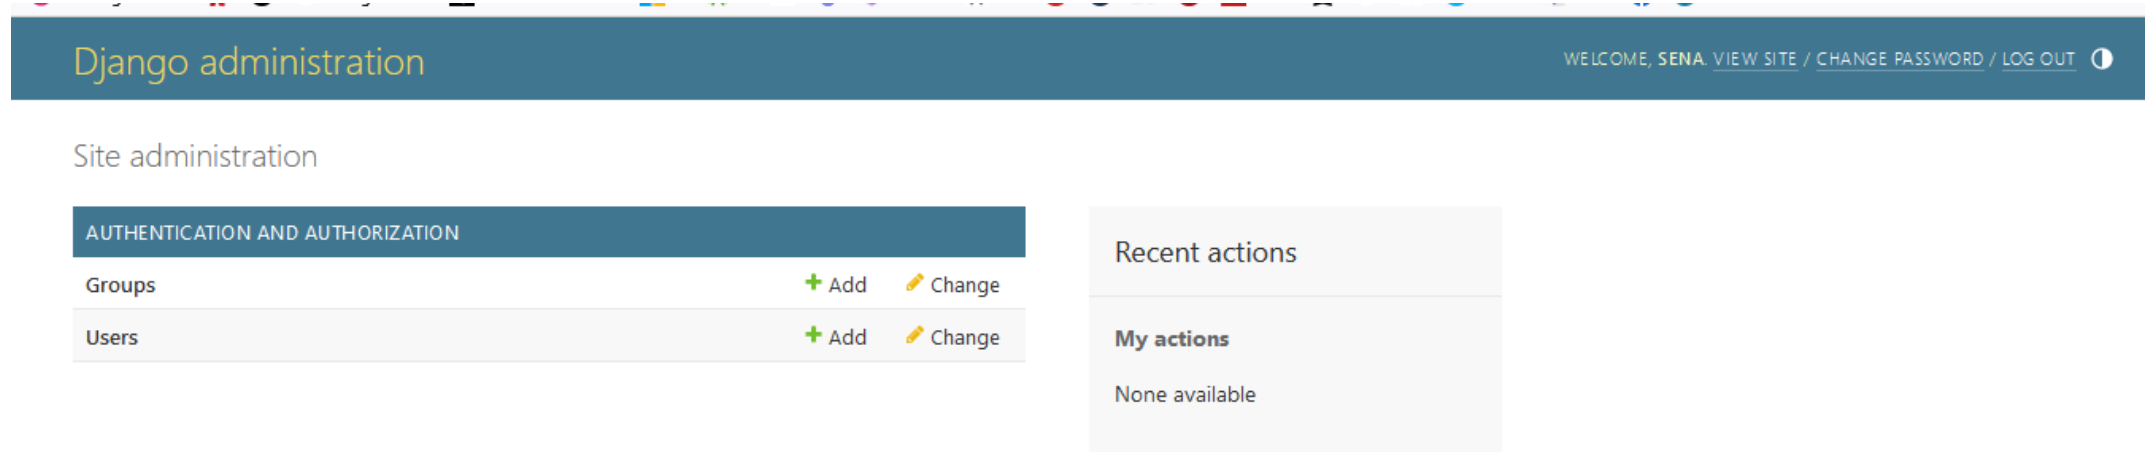 Django administration
WELCOME, SENA. VIEW SITE / CHANGE PASSWORD / LOG OUT
Site administration
AUTHENTICATION AND AUTHORIZATION
Groups
Add
Change
Users
Add
Change
Recent actions
My actions
None available